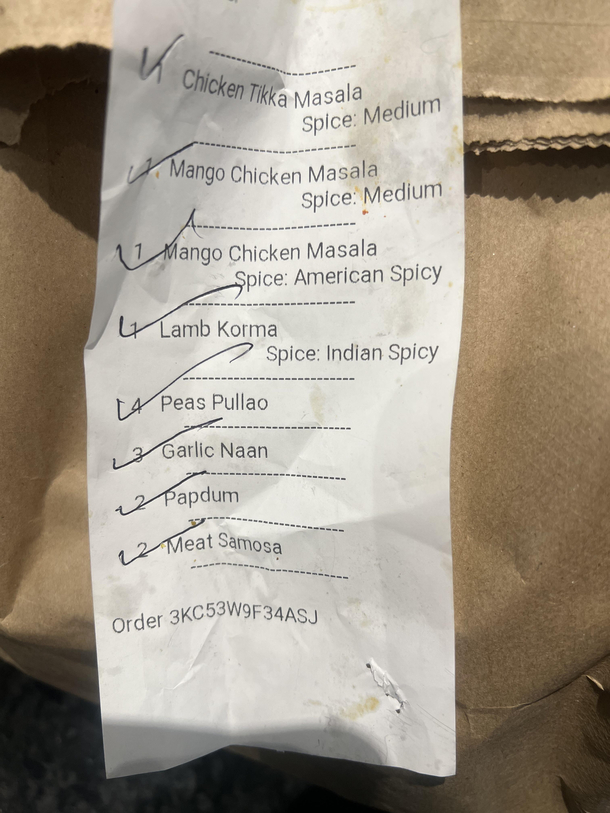 1 Chicken Tikka Masala
Spice: Medium
1 Mango Chicken Masala
Spice: Medium
1 Mango Chicken Masala
Spice: American Spicy
1 Lamb Korma
Spice: Indian Spicy
4 Peas Pullao
3 Garlic Naan
2 Papdum
2 Meat Samosa
Order 3KC53W9F34ASJ